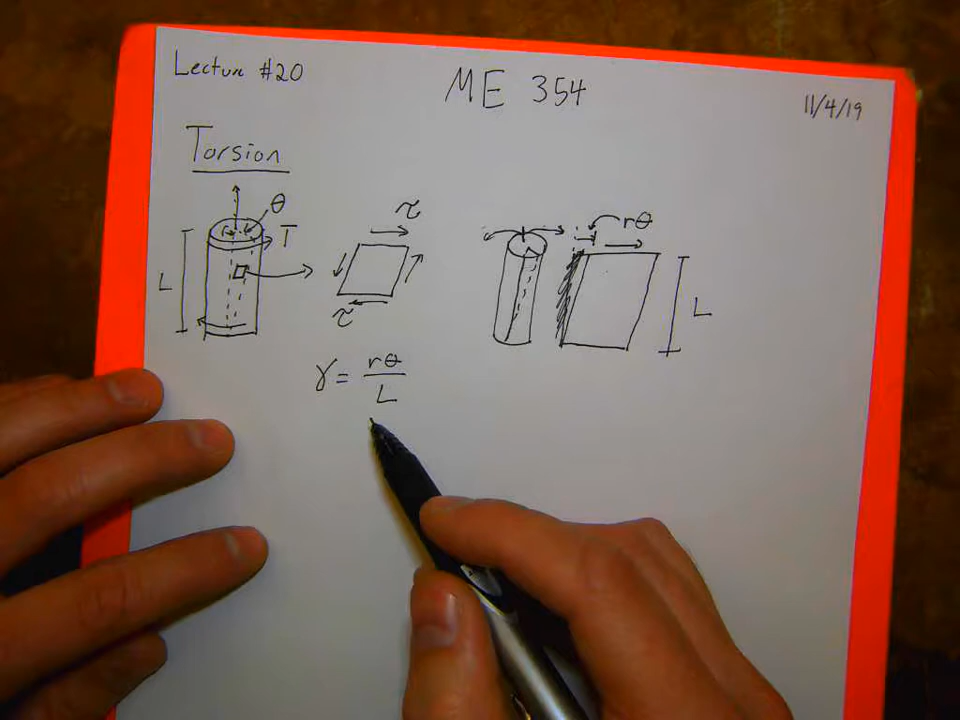 Lecture #20
ME 354
11/4/19
Torsion
θ
T
L
τ
τ
rθ
L
γ = rθ/L